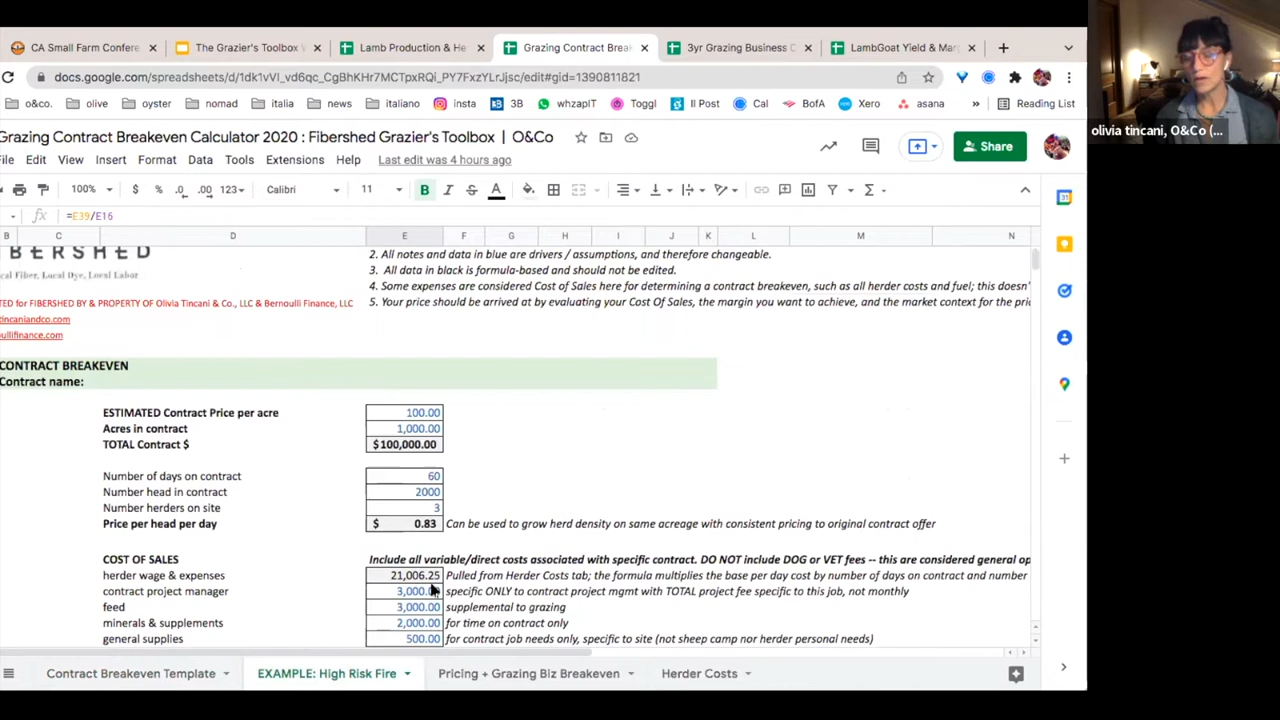 CA Small Farm Confere × The Grazier's Toolbox × Lamb Production & He × Grazing Contract Break × 3yr Grazing Business C × LambGoat Yield & Mar ×
docs.google.com/spreadsheets/d/1dk1vVl_vd6qc_CgBhKHr7MCTpxRQi_PY7FxzYLrJjsc/edit#gid=1390811821
o&co. olive oyster nomad italia news italiano insta 3B whzapIT Toggl Il Post Cal BofA Xero asana » Reading List
olivia tincani, O&Co (...
Grazing Contract Breakeven Calculator 2020 : Fibershed Grazier's Toolbox | O&Co
Share
File Edit View Insert Format Data Tools Extensions Help Last edit was 4 hours ago
100% $ % .0 .00 123 Calibri 11 B I S A
fx =E39/E16
B C D E F G H I J K L M N
BERSHED
cal Fiber, Local Dye, Local Labor
2. All notes and data in blue are drivers / assumptions, and therefore changeable.
3. All data in black is formula-based and should not be edited.
4. Some expenses are considered Cost of Sales here for determining a contract breakeven, such as all herder costs and fuel; this doesn'
5. Your price should be arrived at by evaluating your Cost Of Sales, the margin you want to achieve, and the market context for the pric
TED for FIBERSHED BY & PROPERTY OF Olivia Tincani & Co., LLC & Bernoulli Finance, LLC
tincaniandco.com
oullifinance.com
CONTRACT BREAKEVEN
Contract name:
ESTIMATED Contract Price per acre 100.00
Acres in contract 1,000.00
TOTAL Contract $ $100,000.00
Number of days on contract 60
Number head in contract 2000
Number herders on site 3
Price per head per day $ 0.83 Can be used to grow herd density on same acreage with consistent pricing to original contract offer
COST OF SALES Include all variable/direct costs associated with specific contract. DO NOT include DOG or VET fees -- this are considered general op
herder wage & expenses 21,006.25 Pulled from Herder Costs tab; the formula multiplies the base per day cost by number of days on contract and number
contract project manager 3,000.00 specific ONLY to contract project mgmt with TOTAL project fee specific to this job, not monthly
feed 3,000.00 supplemental to grazing
minerals & supplements 2,000.00 for time on contract only
general supplies 500.00 for contract job needs only, specific to site (not sheep camp nor herder personal needs)
Contract Breakeven Template EXAMPLE: High Risk Fire Pricing + Grazing Biz Breakeven Herder Costs